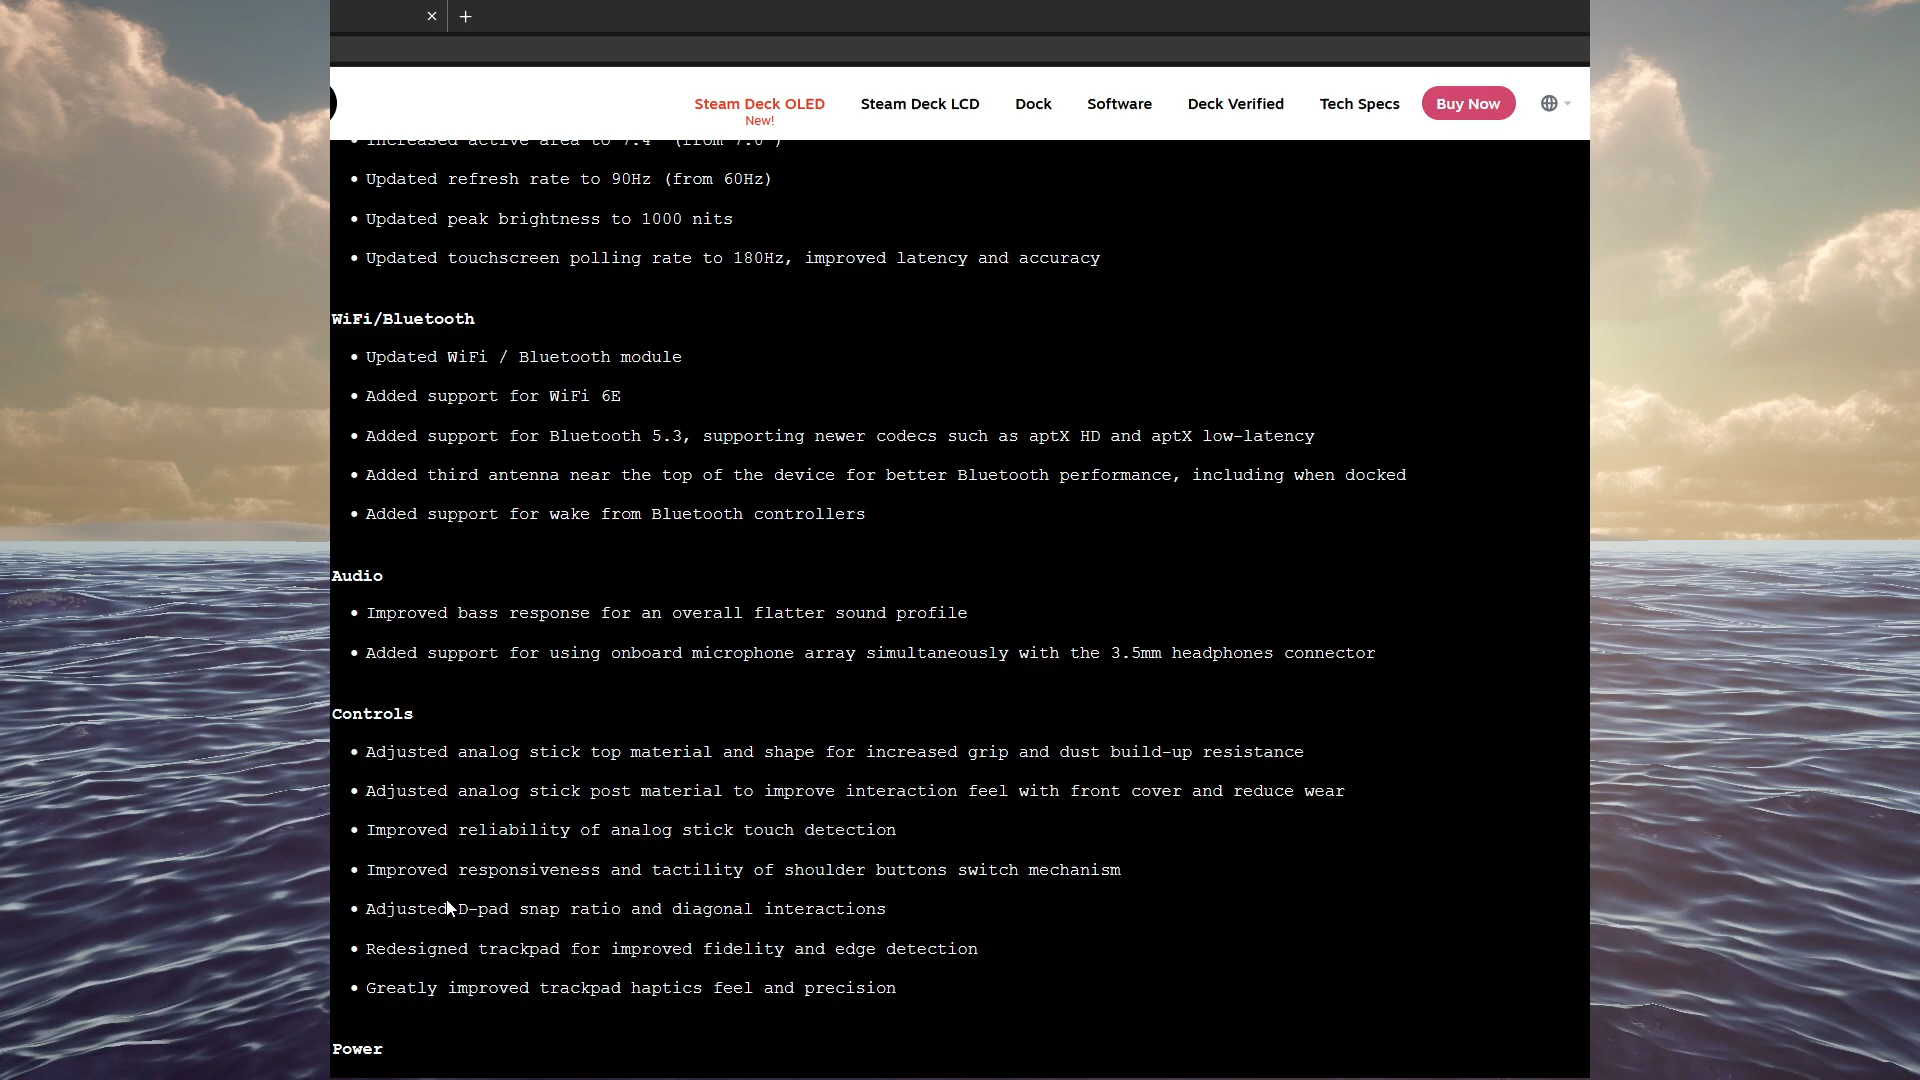 Steam Deck OLED
New!
Steam Deck LCD
Dock
Software
Deck Verified
Tech Specs
Buy Now
• Increased active area to 7.4" (from 7.0")
• Updated refresh rate to 90Hz (from 60Hz)
• Updated peak brightness to 1000 nits
• Updated touchscreen polling rate to 180Hz, improved latency and accuracy
WiFi/Bluetooth
• Updated WiFi / Bluetooth module
• Added support for WiFi 6E
• Added support for Bluetooth 5.3, supporting newer codecs such as aptX HD and aptX low-latency
• Added third antenna near the top of the device for better Bluetooth performance, including when docked
• Added support for wake from Bluetooth controllers
Audio
• Improved bass response for an overall flatter sound profile
• Added support for using onboard microphone array simultaneously with the 3.5mm headphones connector
Controls
• Adjusted analog stick top material and shape for increased grip and dust build-up resistance
• Adjusted analog stick post material to improve interaction feel with front cover and reduce wear
• Improved reliability of analog stick touch detection
• Improved responsiveness and tactility of shoulder buttons switch mechanism
• Adjusted D-pad snap ratio and diagonal interactions
• Redesigned trackpad for improved fidelity and edge detection
• Greatly improved trackpad haptics feel and precision
Power